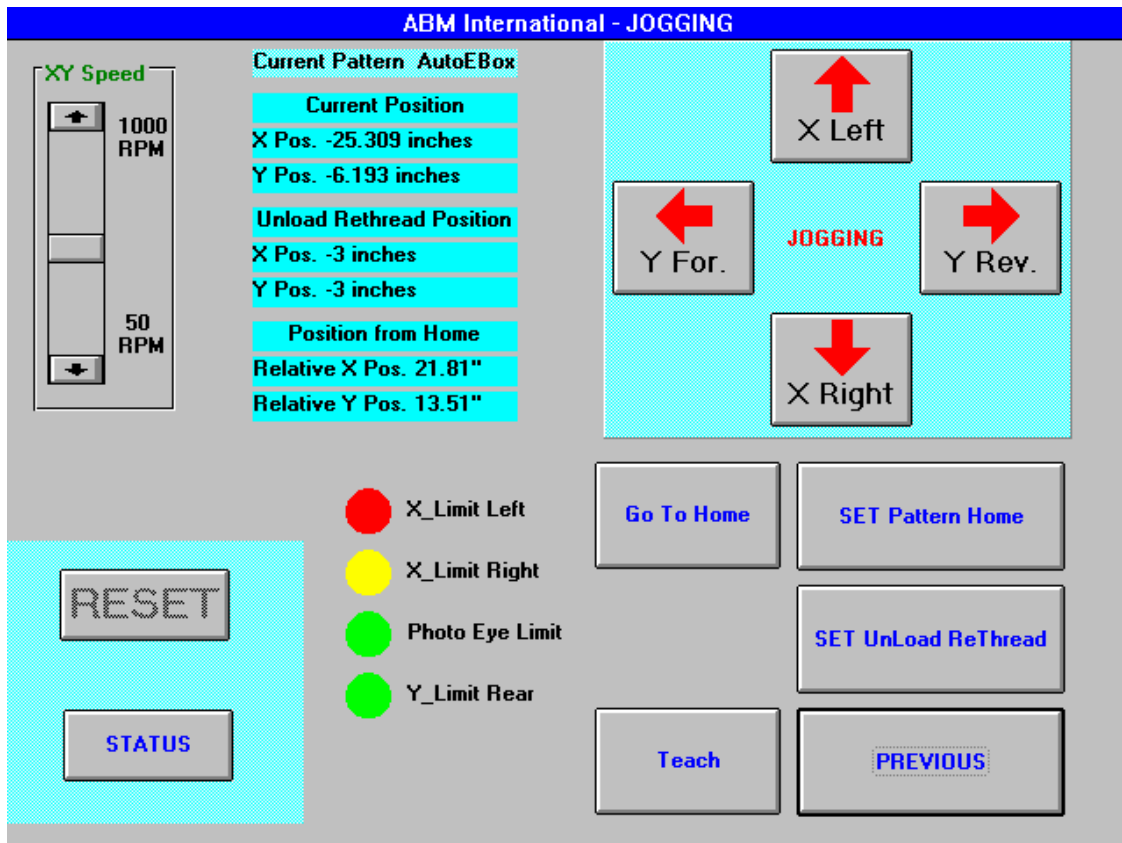 ABM International - JOGGING
XY Speed
1000
RPM
50
RPM
Current Pattern AutoEBox
Current Position
X Pos. -25.309 inches
Y Pos. -6.193 inches
Unload Rethread Position
X Pos. -3 inches
Y Pos. -3 inches
Position from Home
Relative X Pos. 21.81"
Relative Y Pos. 13.51"
X Left
Y For.
JOGGING
Y Rev.
X Right
X_Limit Left
X_Limit Right
Photo Eye Limit
Y_Limit Rear
Go To Home
SET Pattern Home
RESET
SET UnLoad ReThread
STATUS
Teach
PREVIOUS